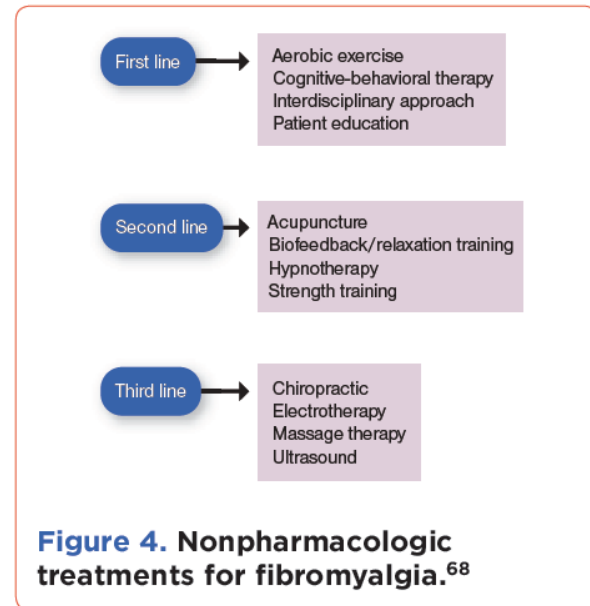 First line
Aerobic exercise
Cognitive-behavioral therapy
Interdisciplinary approach
Patient education
Second line
Acupuncture
Biofeedback/relaxation training
Hypnotherapy
Strength training
Third line
Chiropractic
Electrotherapy
Massage therapy
Ultrasound
Figure 4. Nonpharmacologic
treatments for fibromyalgia.68